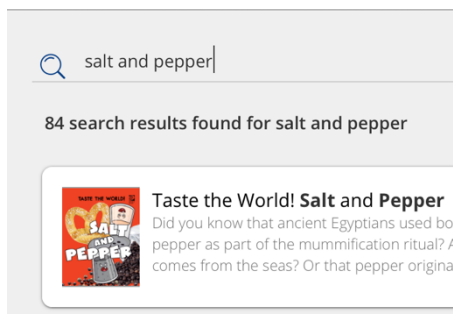 salt and pepper
84 search results found for salt and pepper
Taste the World! Salt and Pepper
Did you know that ancient Egyptians used bo
pepper as part of the mummification ritual? A
comes from the seas? Or that pepper origina
TASTE THE WORLD!
SALT
AND
PEPPER